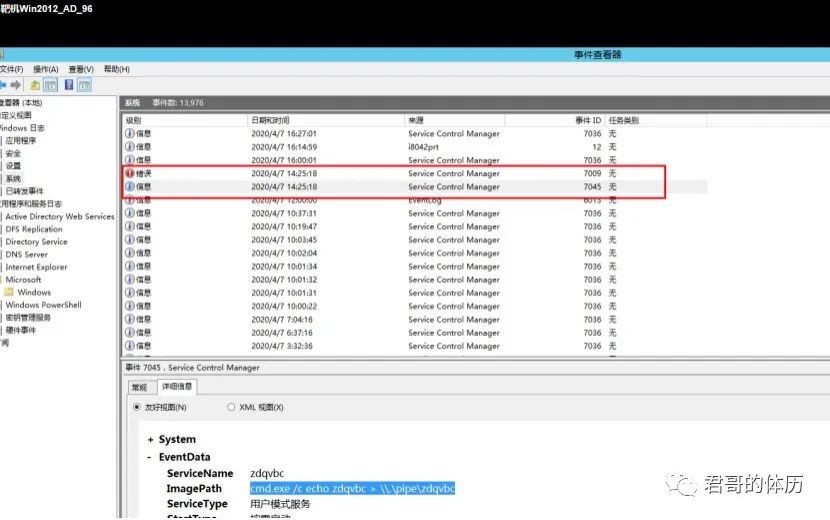 靶机Win2012_AD_96
事件查看器
文件(F) 操作(A) 查看(V) 帮助(H)
查看器 (本地)
定义视图
Windows 日志
应用程序
安全
设置
系统
已转发事件
应用程序和服务日志
Active Directory Web Services
DFS Replication
Directory Service
DNS Server
Internet Explorer
Microsoft
Windows
Windows PowerShell
密钥管理服务
硬件事件
系统 事件数: 13,976
级别 日期和时间 来源 事件 ID 任务类别
信息 2020/4/7 16:27:01 Service Control Manager 7036 无
信息 2020/4/7 16:14:59 i8042prt 12 无
信息 2020/4/7 16:00:01 Service Control Manager 7036 无
错误 2020/4/7 14:25:18 Service Control Manager 7009 无
信息 2020/4/7 14:25:18 Service Control Manager 7045 无
信息 2020/4/7 12:00:00 EventLog 6013 无
信息 2020/4/7 10:37:31 Service Control Manager 7036 无
信息 2020/4/7 10:19:47 Service Control Manager 7036 无
信息 2020/4/7 10:03:45 Service Control Manager 7036 无
信息 2020/4/7 10:02:04 Service Control Manager 7036 无
信息 2020/4/7 10:01:34 Service Control Manager 7036 无
信息 2020/4/7 10:01:32 Service Control Manager 7036 无
信息 2020/4/7 10:01:31 Service Control Manager 7036 无
信息 2020/4/7 10:00:22 Service Control Manager 7036 无
信息 2020/4/7 7:04:16 Service Control Manager 7036 无
信息 2020/4/7 6:37:16 Service Control Manager 7036 无
信息 2020/4/7 3:32:36 Service Control Manager 7036 无
事件 7045 , Service Control Manager
常规 详细信息
友好视图(N) XML 视图(X)
+ System
- EventData
ServiceName zdqvbc
ImagePath cmd.exe /c echo zdqvbc > \\.\pipe\zdqvbc
ServiceType 用户模式服务
StartType 按需启动
君哥的体历